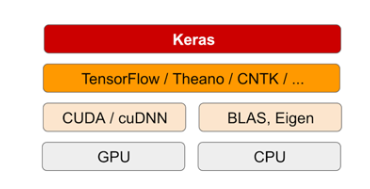 Keras
TensorFlow / Theano / CNTK / ...
CUDA / cuDNN
BLAS, Eigen
GPU
CPU